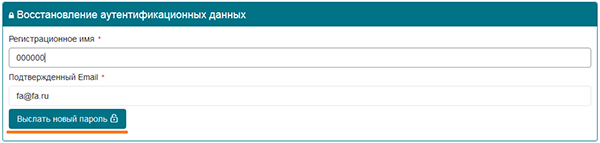 Восстановление аутентификационных данных
Регистрационное имя *
000000
Подтвержденный Email *
fa@fa.ru
Выслать новый пароль